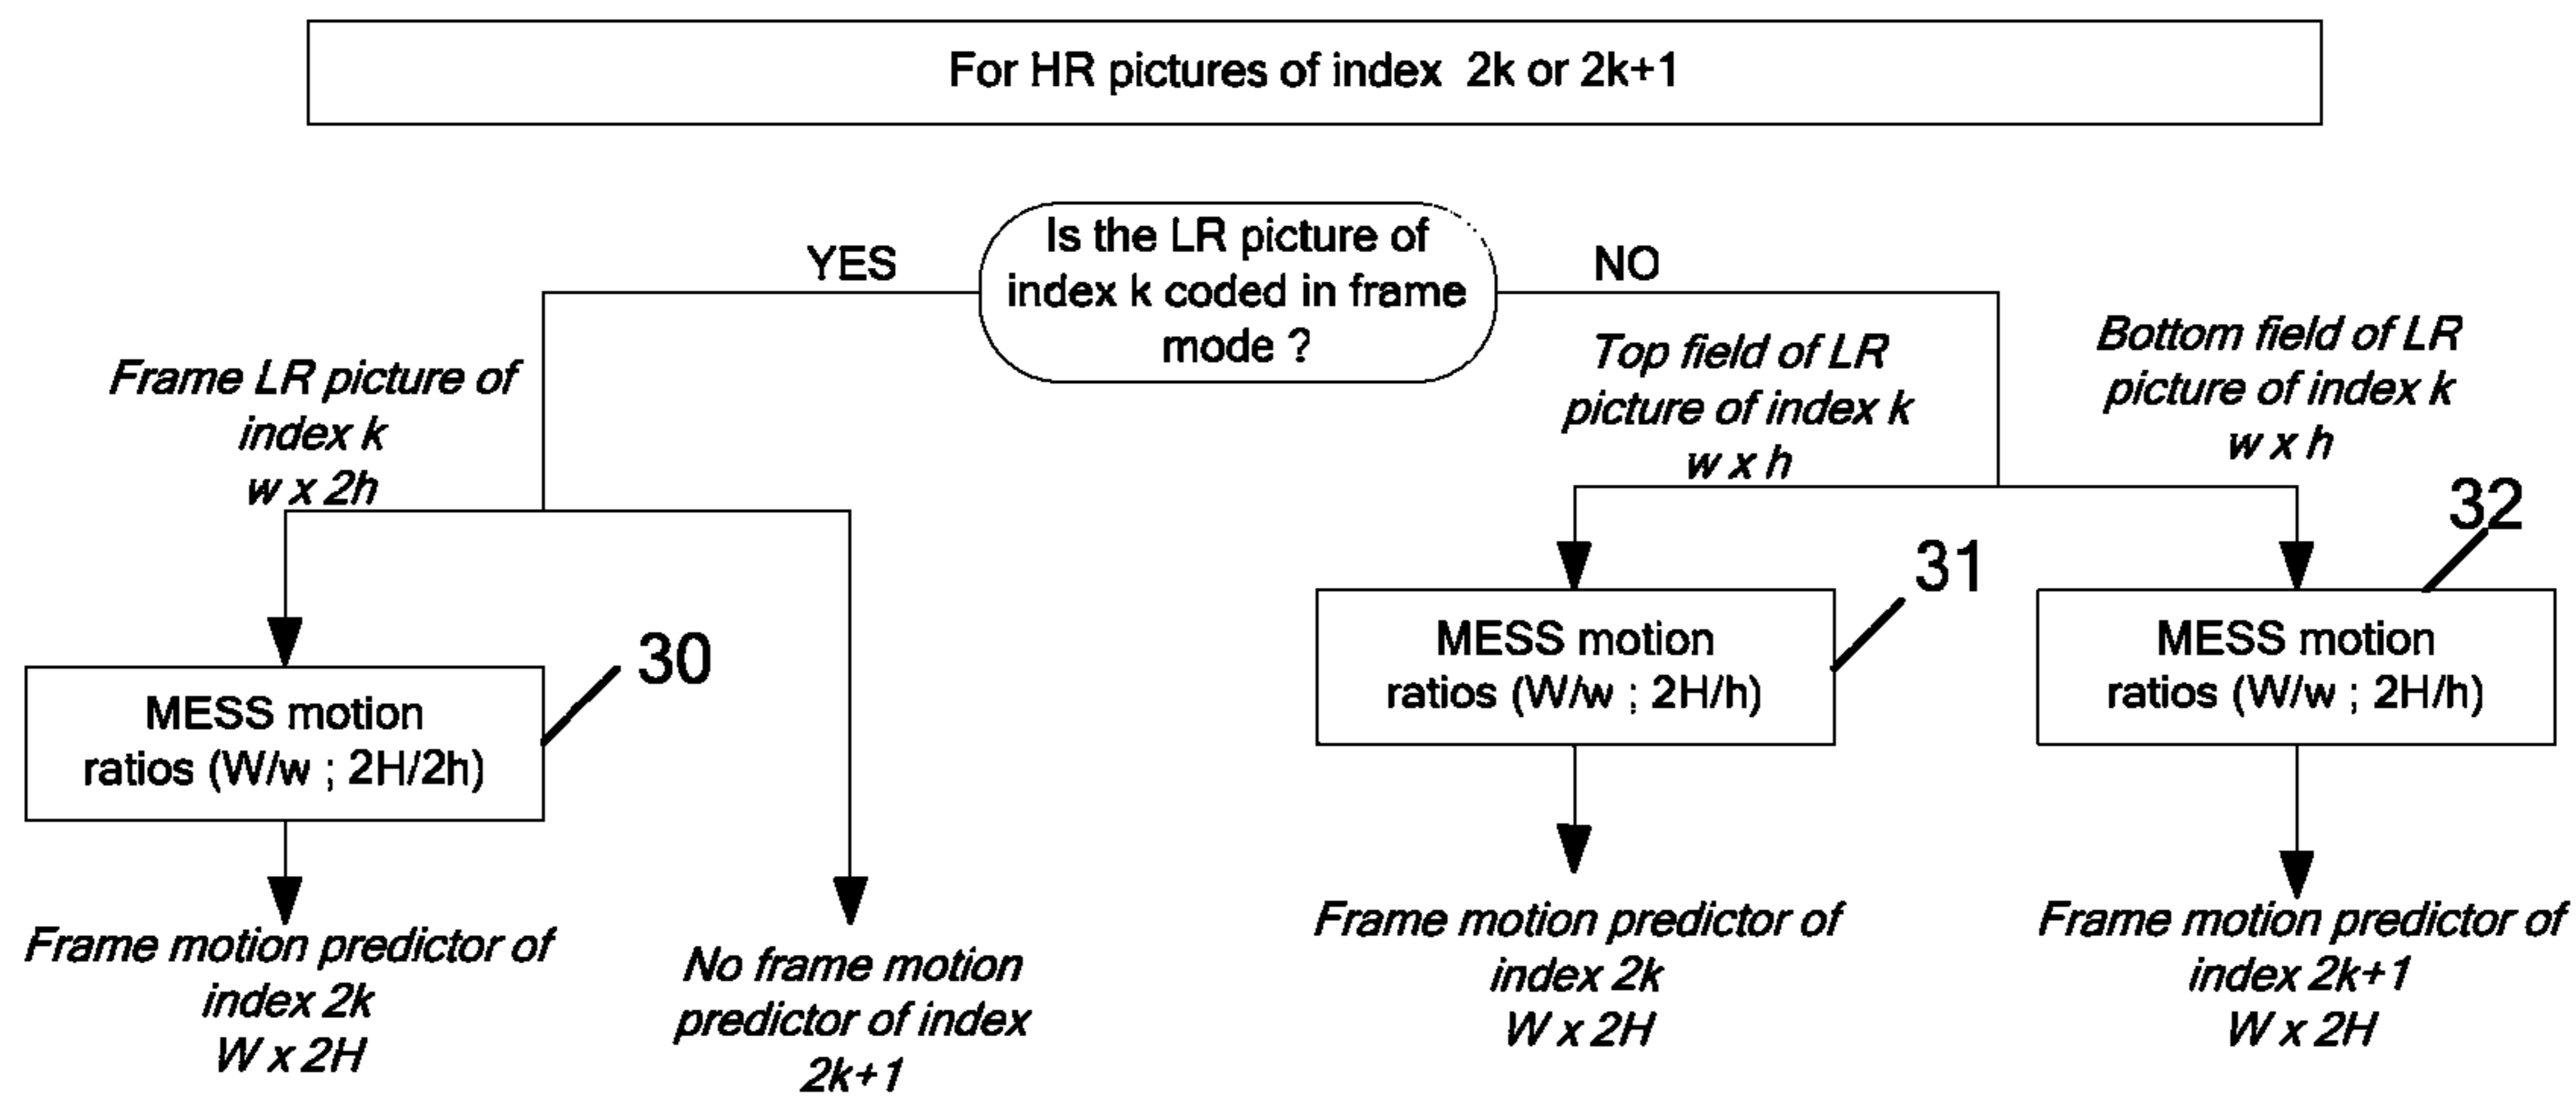 For HR pictures of index 2k or 2k+1
Is the LR picture of
index k coded in frame
mode ?
YES
NO
Frame LR picture of
index k
w x 2h
Top field of LR
picture of index k
w x h
Bottom field of LR
picture of index k
w x h
30
31
32
MESS motion
ratios (W/w ; 2H/2h)
MESS motion
ratios (W/w ; 2H/h)
MESS motion
ratios (W/w ; 2H/h)
Frame motion predictor of
index 2k
W x 2H
No frame motion
predictor of index
2k+1
Frame motion predictor of
index 2k
W x 2H
Frame motion predictor of
index 2k+1
W x 2H